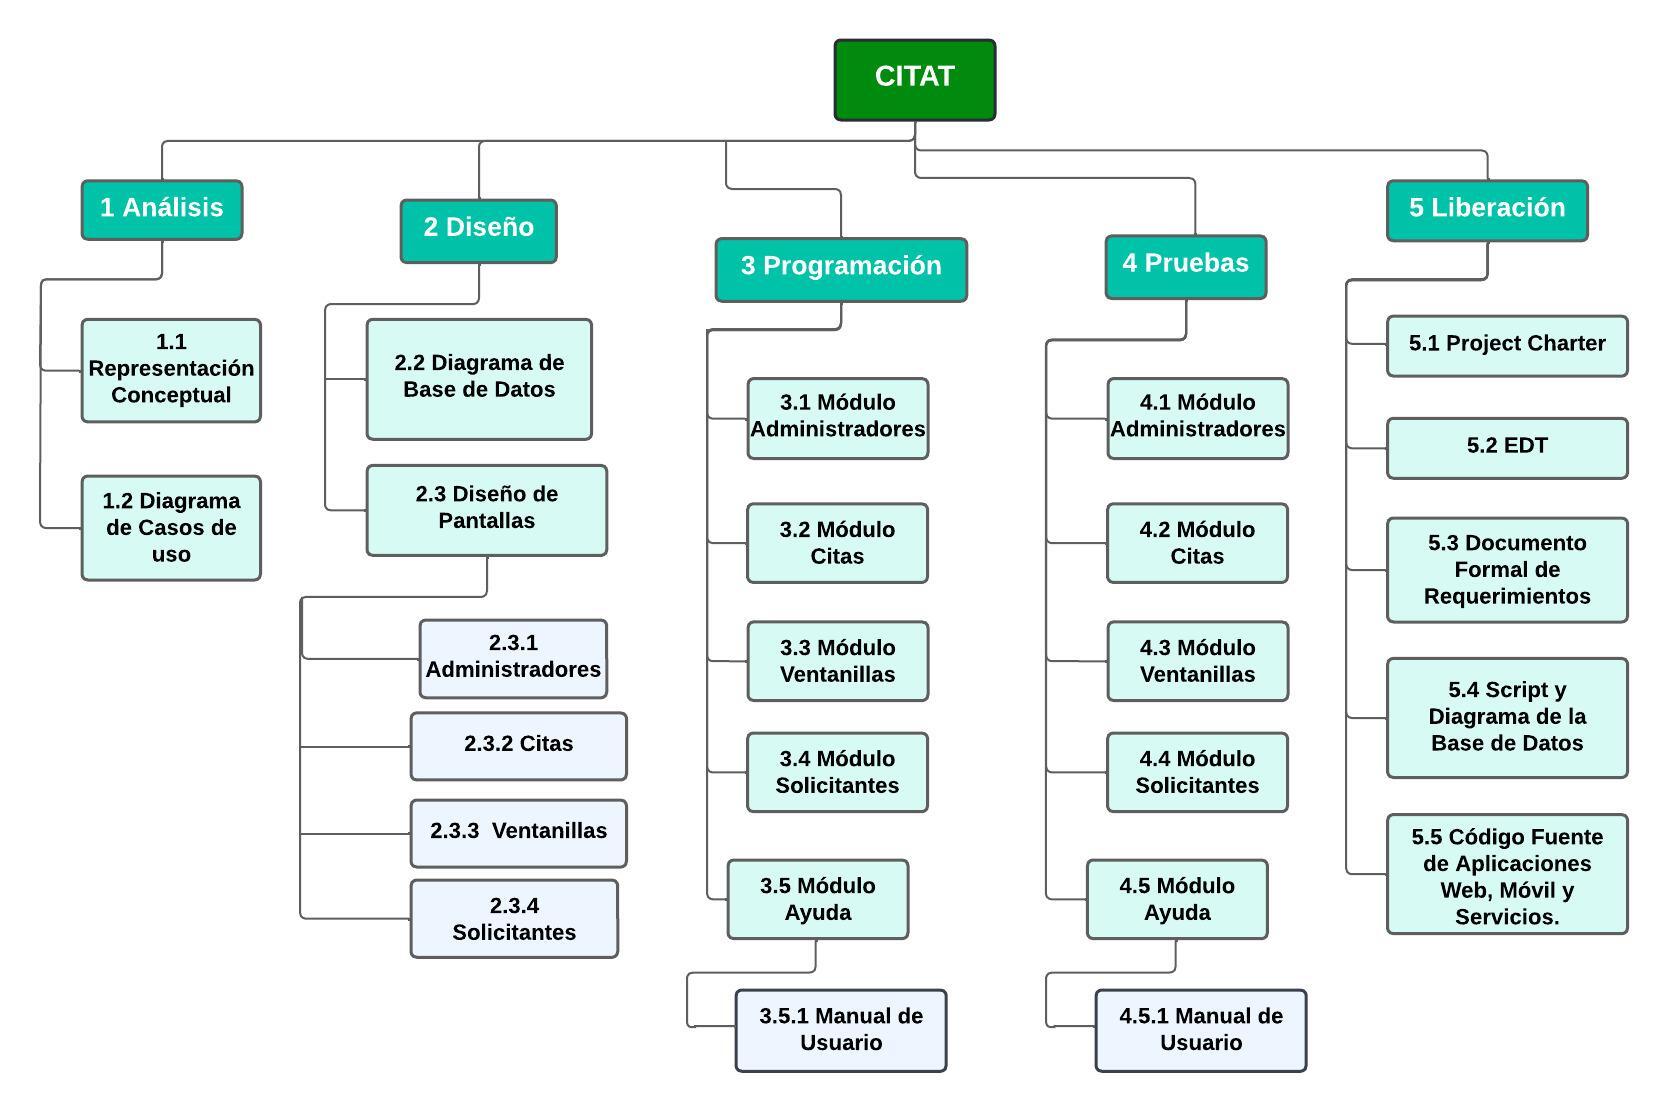 CITAT
1 Análisis
1.1
Representación
Conceptual
1.2 Diagrama
de Casos de
uso
2 Diseño
2.2 Diagrama de
Base de Datos
2.3 Diseño de
Pantallas
2.3.1
Administradores
2.3.2 Citas
2.3.3  Ventanillas
2.3.4
Solicitantes
3 Programación
3.1 Módulo
Administradores
3.2 Módulo
Citas
3.3 Módulo
Ventanillas
3.4 Módulo
Solicitantes
3.5 Módulo
Ayuda
3.5.1 Manual de
Usuario
4 Pruebas
4.1 Módulo
Administradores
4.2 Módulo
Citas
4.3 Módulo
Ventanillas
4.4 Módulo
Solicitantes
4.5 Módulo
Ayuda
4.5.1 Manual de
Usuario
5 Liberación
5.1 Project Charter
5.2 EDT
5.3 Documento
Formal de
Requerimientos
5.4 Script y
Diagrama de la
Base de Datos
5.5 Código Fuente
de Aplicaciones
Web, Móvil y
Servicios.